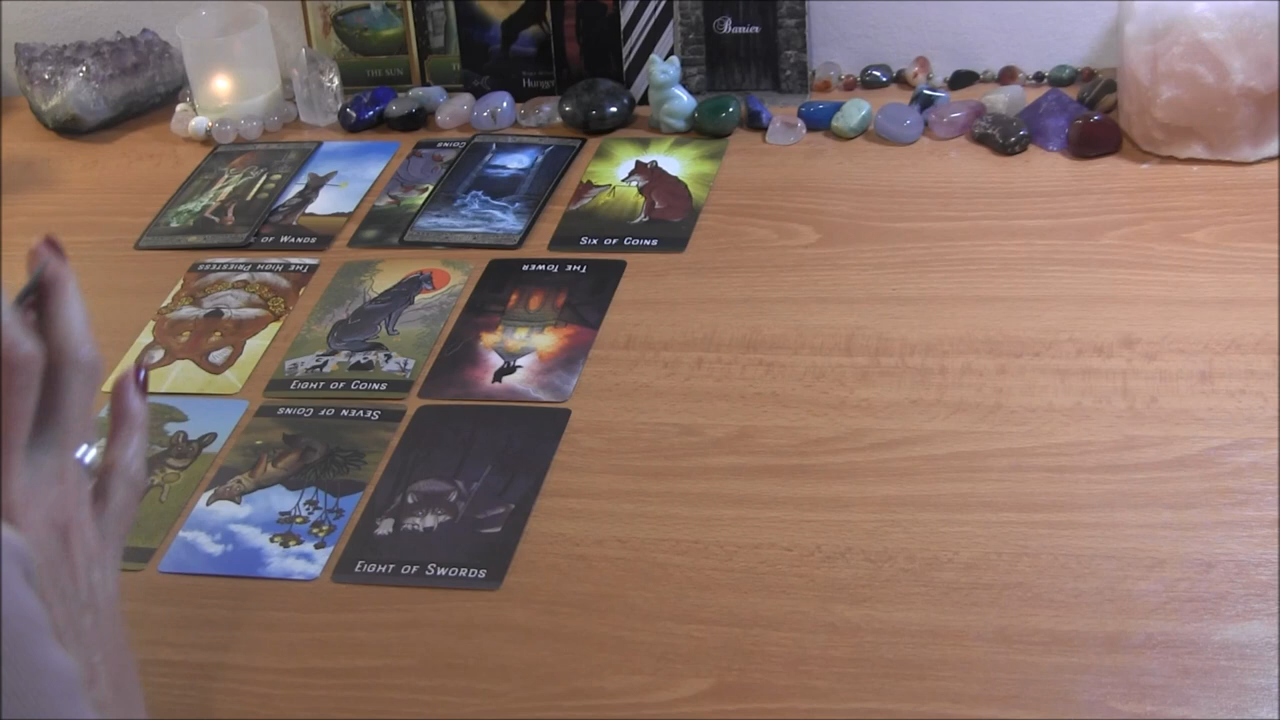 THE SUN
Hunger
Barrier
OF WANDS
COINS
SIX OF COINS
THE HIGH PRIESTESS
EIGHT OF COINS
THE TOWER
SEVEN OF COINS
EIGHT OF SWORDS